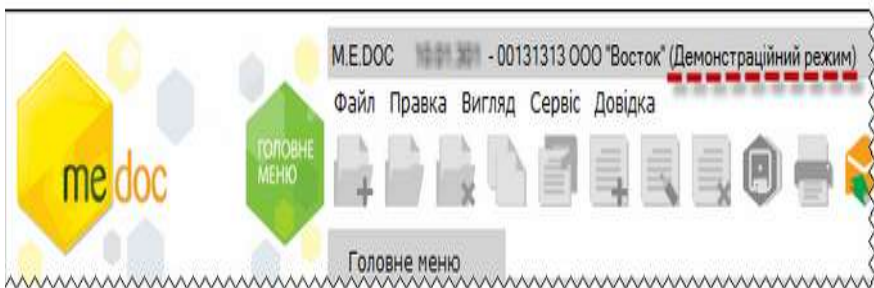 M.E.DOC - 00131313 ООО "Восток" (Демонстраційний режим)
Файл Правка Вигляд Сервіс Довідка
me doc
ГОЛОВНЕ
МЕНЮ
Головне меню